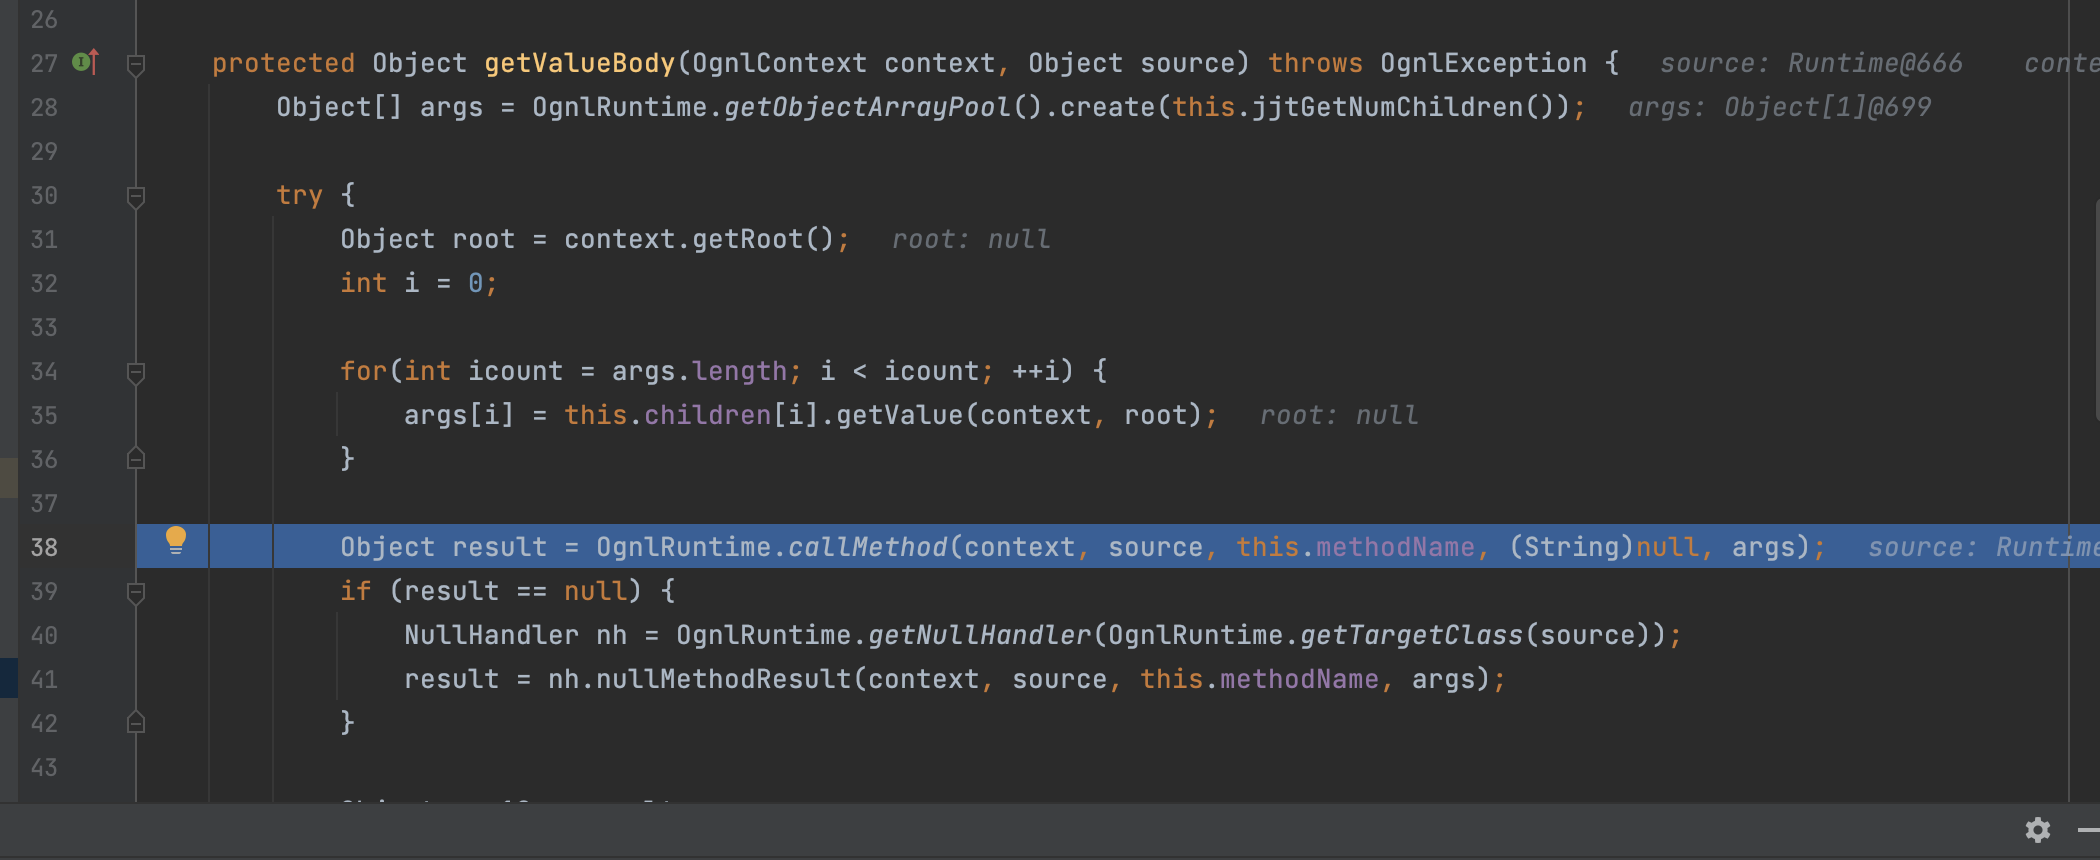 26
27 protected Object getValueBody(OgnlContext context, Object source) throws OgnlException { source: Runtime@666 conte
28 Object[] args = OgnlRuntime.getObjectArrayPool().create(this.jjtGetNumChildren()); args: Object[1]@699
29
30 try {
31 Object root = context.getRoot(); root: null
32 int i = 0;
33
34 for(int icount = args.length; i < icount; ++i) {
35 args[i] = this.children[i].getValue(context, root); root: null
36 }
37
38 Object result = OgnlRuntime.callMethod(context, source, this.methodName, (String)null, args); source: Runtime
39 if (result == null) {
40 NullHandler nh = OgnlRuntime.getNullHandler(OgnlRuntime.getTargetClass(source));
41 result = nh.nullMethodResult(context, source, this.methodName, args);
42 }
43